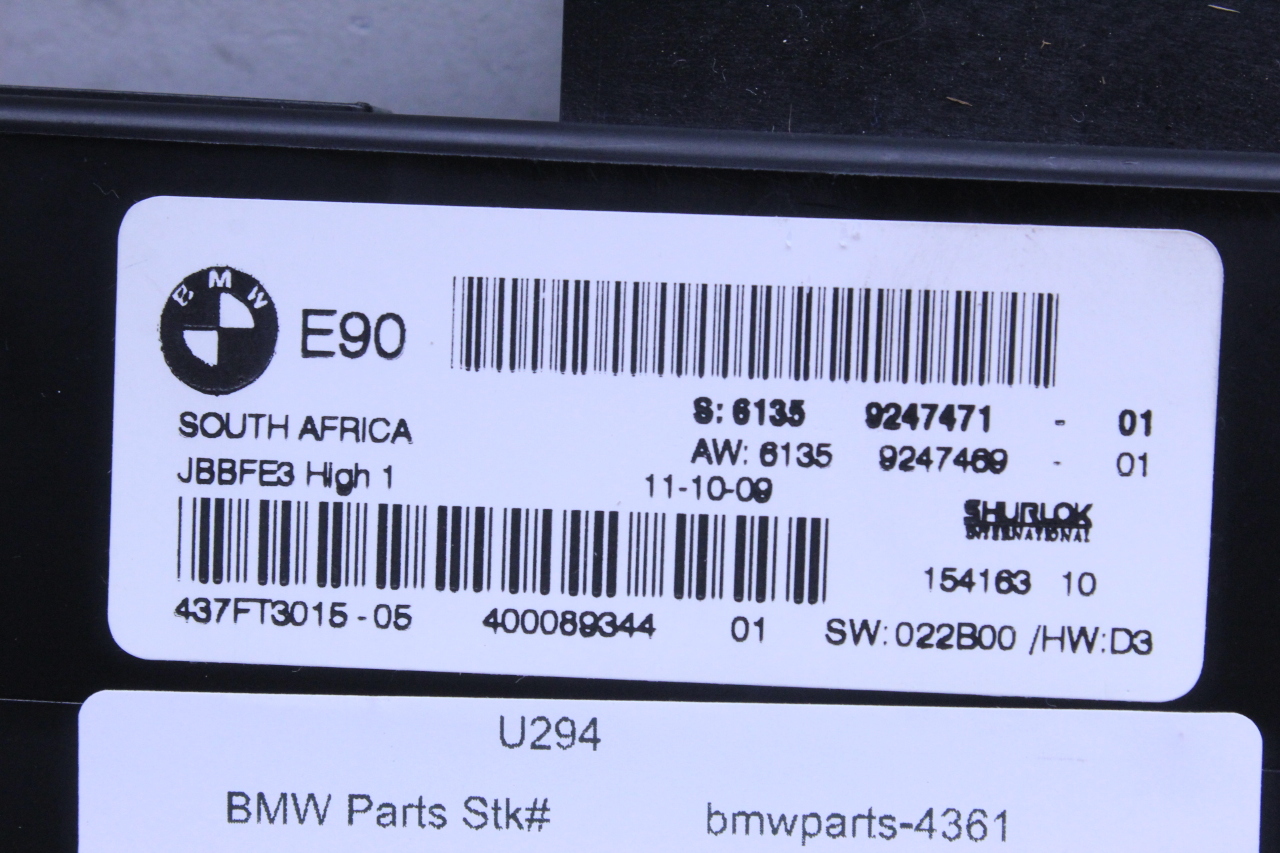 BMW
E90
S: 6135 9247471 - 01
SOUTH AFRICA
AW: 6135 9247469 - 01
JBBFE3 High 1
11-10-09
SHURLOK
INTERNATIONAL
154163 10
437FT3015-05 400089344 01 SW:022B00 /HW:D3
U294
BMW Parts Stk# bmwparts-4361